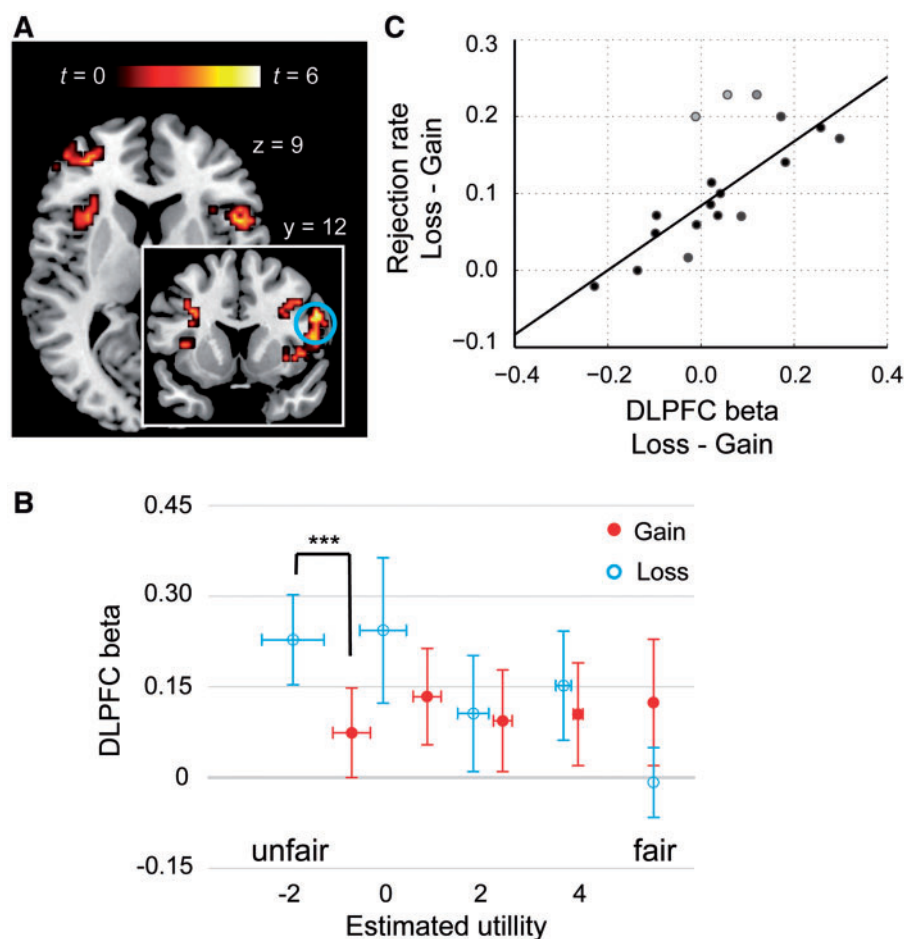 A
t = 0
t = 6
z = 9
y = 12
C
Rejection rate
Loss - Gain
0.3
0.2
0.1
0.0
−0.1
−0.4
−0.2
0.0
0.2
0.4
DLPFC beta
Loss - Gain
B
DLPFC beta
0.45
0.30
0.15
0
-0.15
***
Gain
Loss
unfair
fair
-2
0
2
4
Estimated utillity